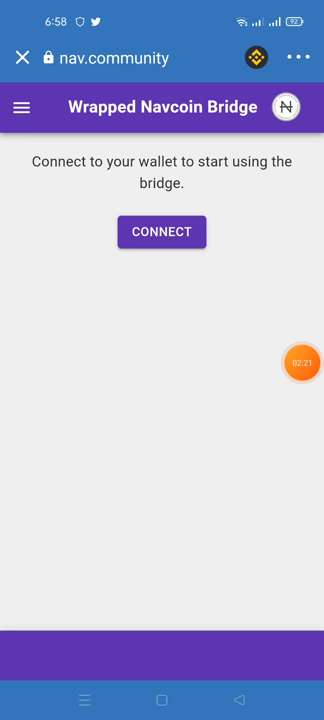 6:58
92
nav.community
Wrapped Navcoin Bridge
Connect to your wallet to start using the
bridge.
CONNECT
02:21